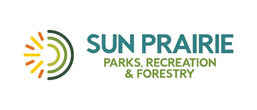 SUN PRAIRIE
PARKS, RECREATION
& FORESTRY